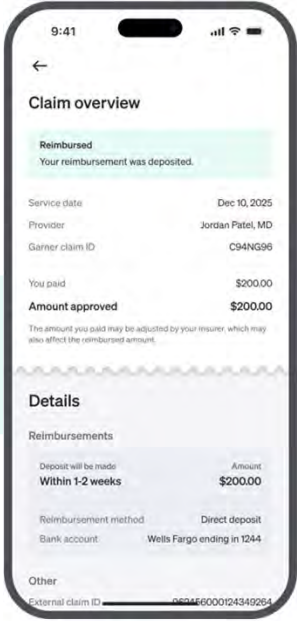 9:41
Claim overview
Reimbursed
Your reimbursement was deposited.
Service date Dec 10, 2025
Provider Jordan Patel, MD
Garner claim ID C94NG96
You paid $200.00
Amount approved $200.00
The amount you paid may be adjusted by your insurer, which may
also affect the reimbursed amount.
Details
Reimbursements
Deposit will be made Amount
Within 1-2 weeks $200.00
Reimbursement method Direct deposit
Bank account Wells Fargo ending in 1244
Other
External claim ID